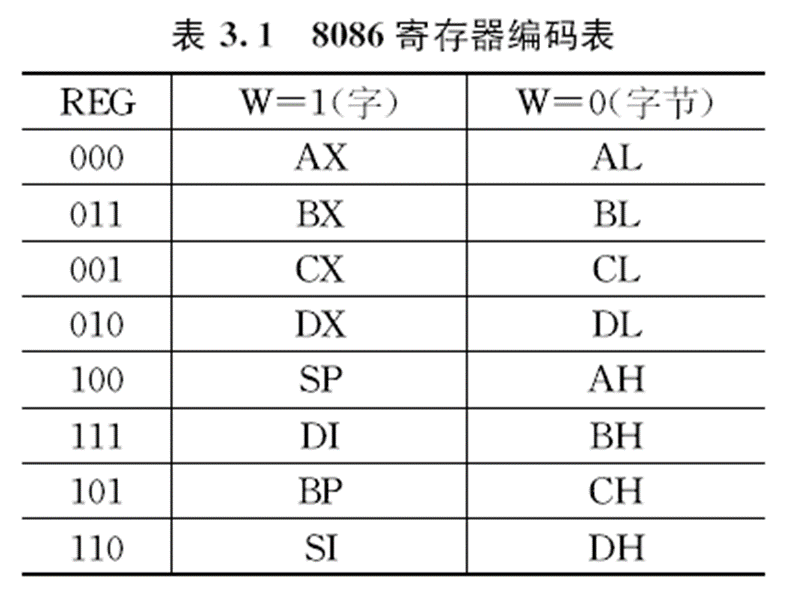 表 3.1 8086 寄存器编码表
REG W=1(字) W=0(字节)
000 AX AL
011 BX BL
001 CX CL
010 DX DL
100 SP AH
111 DI BH
101 BP CH
110 SI DH